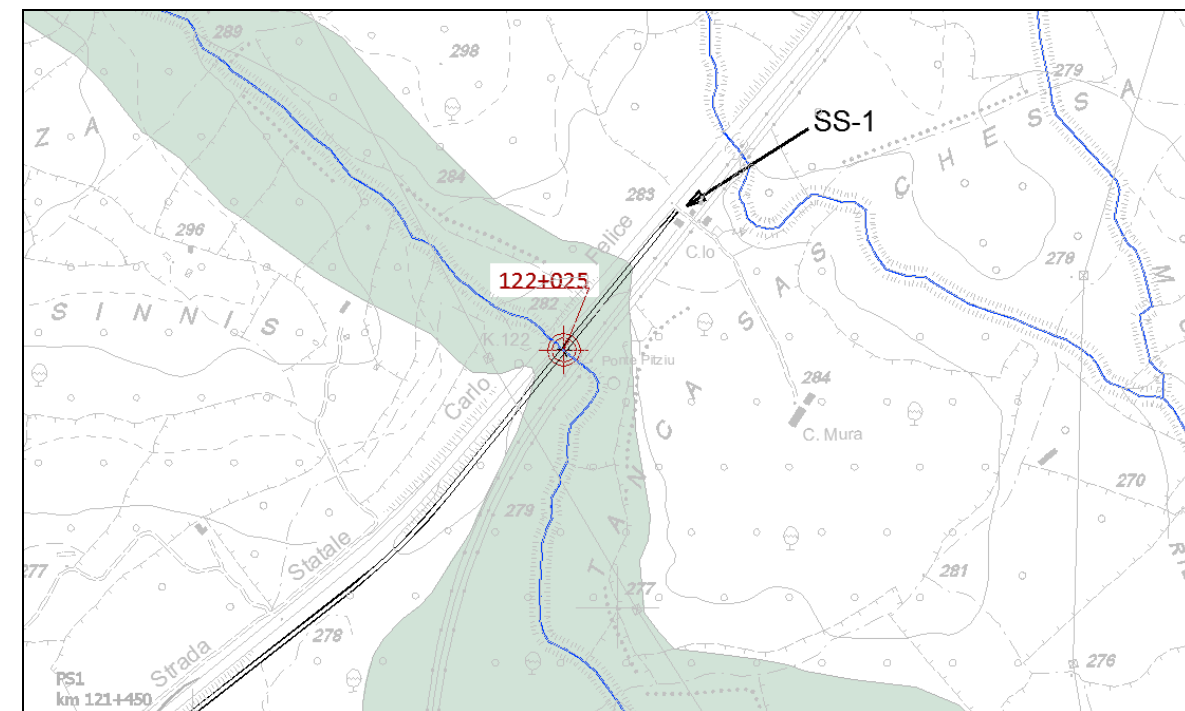 289
298
279
SS-1
Z A
C H E S S A
284
283
Felice
296
C.lo
278
122+025
282
S I N N I S
K 122
Ponte Pitziu
M
284
Carlo
T A N C A S A S
C. Mura
270
279
Statale
277
281
277
278
Strada
276
PS1
km 121+450